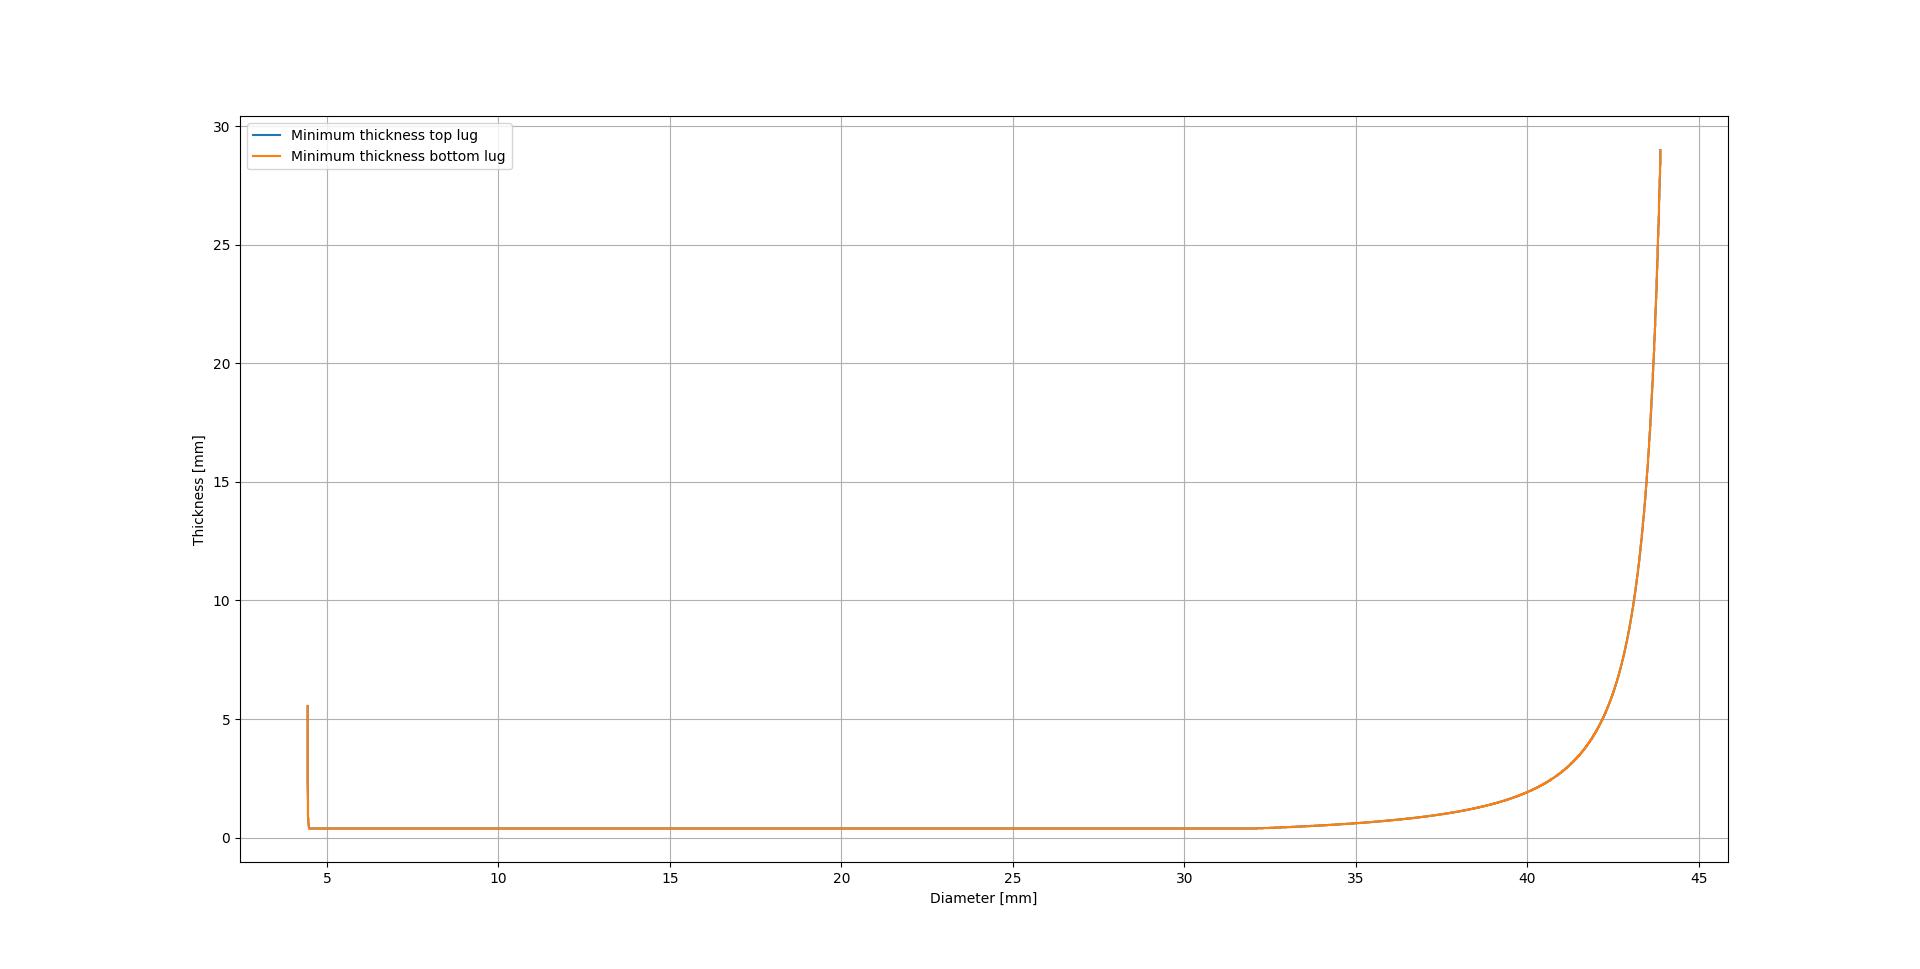 Minimum thickness top lug
Minimum thickness bottom lug
30
25
20
15
10
5
0
Thickness [mm]
5 10 15 20 25 30 35 40 45
Diameter [mm]